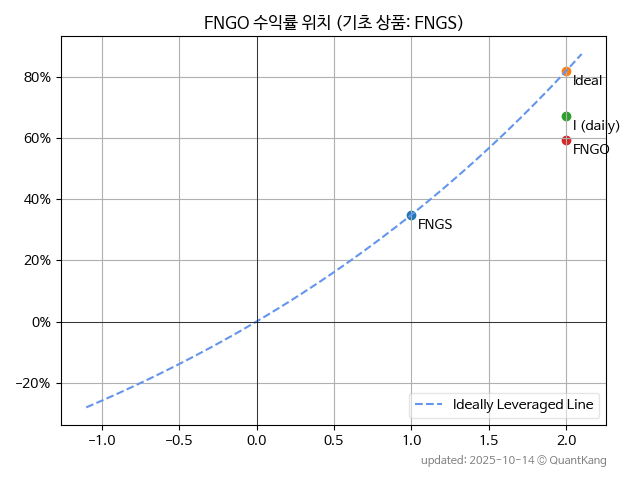 FNGO 수익률 위치 (기초 상품: FNGS)
80%
60%
40%
20%
0%
−20%
Ideal
I (daily)
FNGO
FNGS
Ideally Leveraged Line
−1.0 −0.5 0.0 0.5 1.0 1.5 2.0
updated: 2025-10-14 © QuantKang